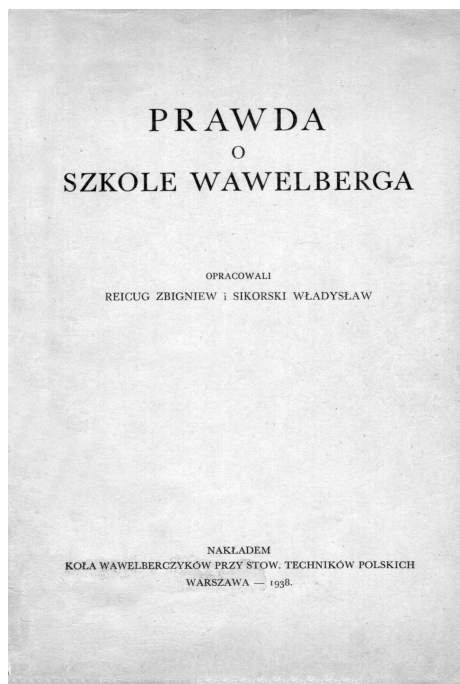 PRAWDA
O
SZKOLE WAWELBERGA
OPRACOWALI
REICUG ZBIGNIEW i SIKORSKI WŁADYSŁAW
NAKŁADEM
KOŁA WAWELBERCZYKÓW PRZY STOW. TECHNIKÓW POLSKICH
WARSZAWA — 1938.